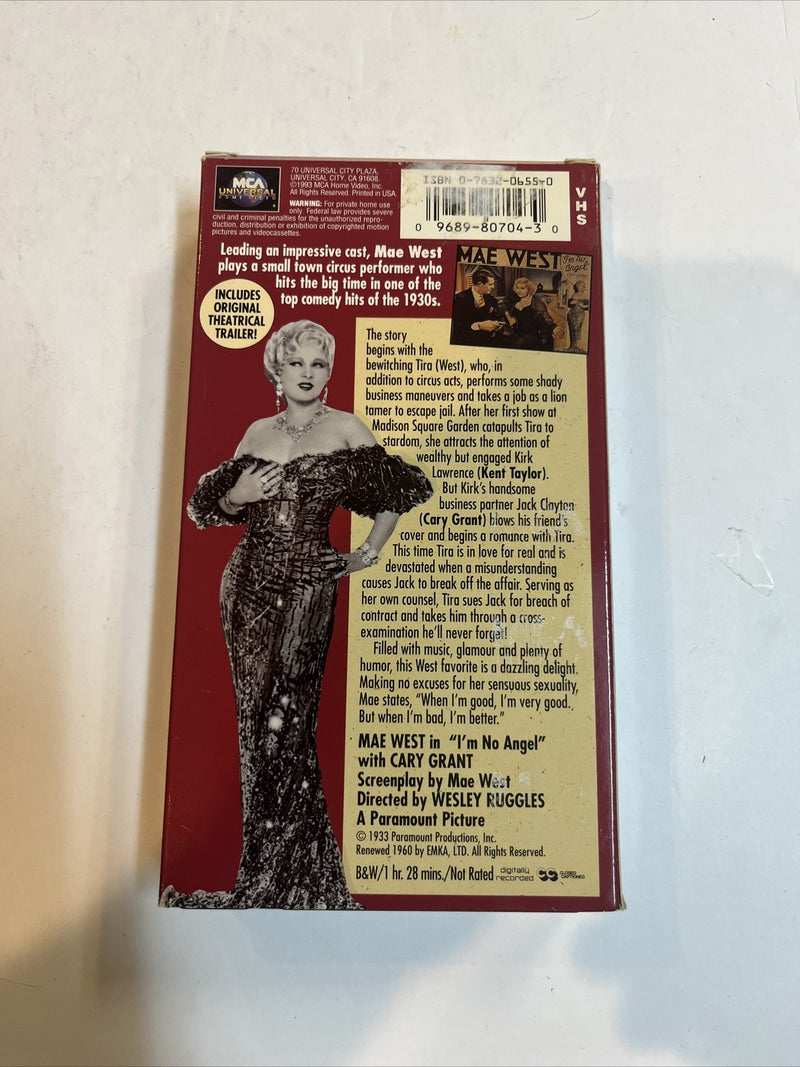 MCA
UNIVERSAL
HOME VIDEO
70 UNIVERSAL CITY PLAZA,
UNIVERSAL CITY, CA 91608.
©1993 MCA Home Video, Inc.
All Rights Reserved. Printed in USA.
WARNING: For private home use
only. Federal law provides severe
civil and criminal penalties for the unauthorized repro-
duction, distribution or exhibition of copyrighted motion
pictures and videocassettes.
ISBN 0-7832-0655-0
0 9689-80704-3 0
VHS
Leading an impressive cast, Mae West
plays a small town circus performer who
hits the big time in one of the
top comedy hits of the 1930s.
INCLUDES
ORIGINAL
THEATRICAL
TRAILER!
MAE WEST
I'm No
Angel
The story
begins with the
bewitching Tira (West), who, in
addition to circus acts, performs some shady
business maneuvers and takes a job as a lion
tamer to escape jail. After her first show at
Madison Square Garden catapults Tira to
stardom, she attracts the attention of
wealthy but engaged Kirk
Lawrence (Kent Taylor).
But Kirk's handsome
business partner Jack Clayton
(Cary Grant) blows his friend's
cover and begins a romance with Tira.
This time Tira is in love for real and is
devastated when a misunderstanding
causes Jack to break off the affair. Serving as
her own counsel, Tira sues Jack for breach of
contract and takes him through a cross-
examination he'll never forget!
Filled with music, glamour and plenty of
humor, this West favorite is a dazzling delight.
Making no excuses for her sensuous sexuality,
Mae states, "When I'm good, I'm very good.
But when I'm bad, I'm better."
MAE WEST in "I'm No Angel"
with CARY GRANT
Screenplay by Mae West
Directed by WESLEY RUGGLES
A Paramount Picture
© 1933 Paramount Productions, Inc.
Renewed 1960 by EMKA, LTD. All Rights Reserved.
B&W/1 hr. 28 mins./Not Rated digitally recorded CC CLOSED CAPTIONED